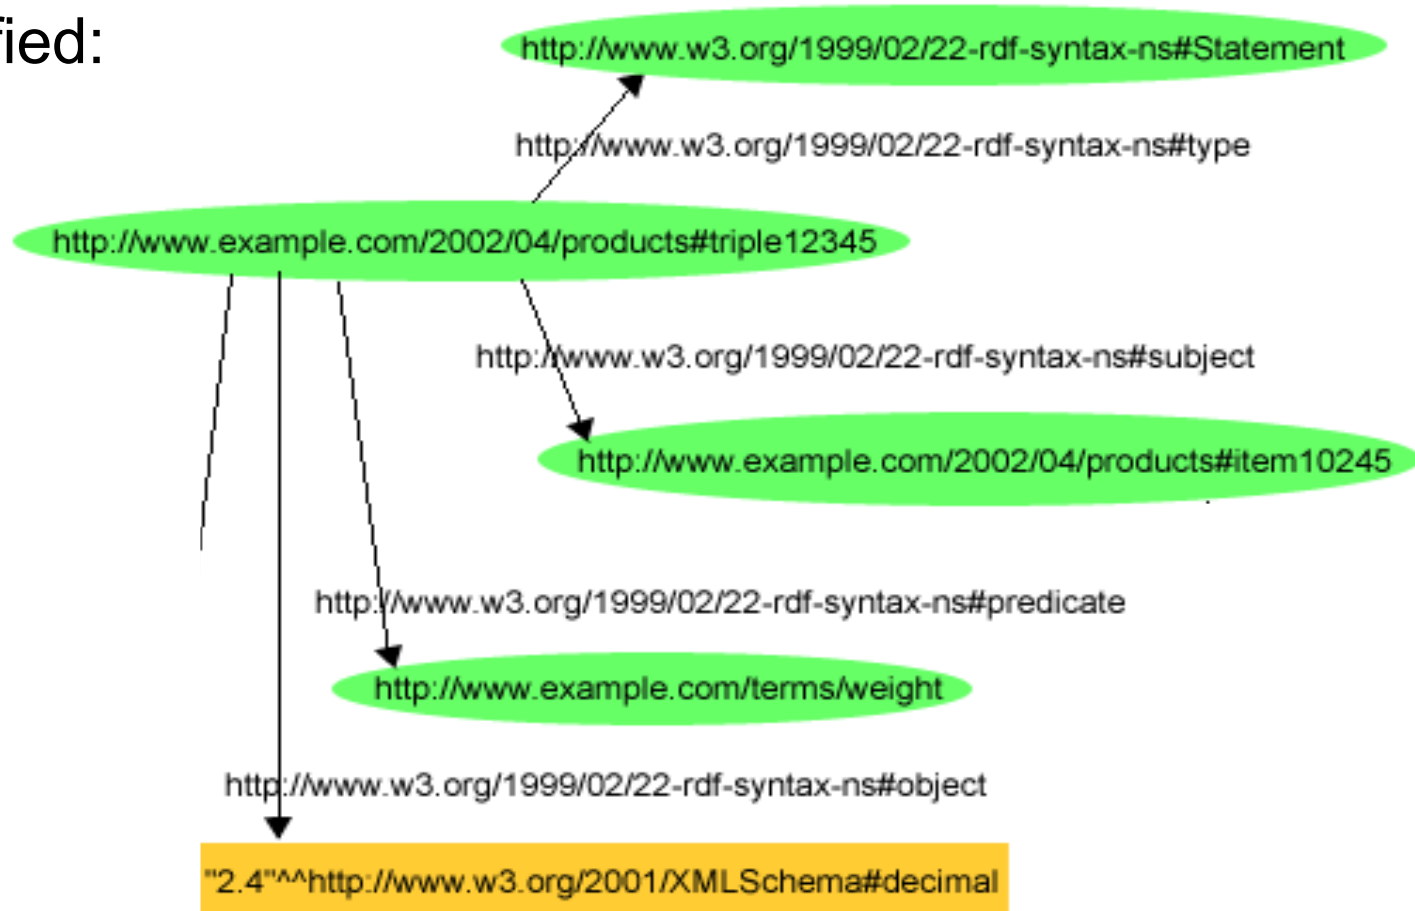 fied:
http://www.w3.org/1999/02/22-rdf-syntax-ns#Statement
http://www.w3.org/1999/02/22-rdf-syntax-ns#type
http://www.example.com/2002/04/products#triple12345
http://www.w3.org/1999/02/22-rdf-syntax-ns#subject
http://www.example.com/2002/04/products#item10245
http://www.w3.org/1999/02/22-rdf-syntax-ns#predicate
http://www.example.com/terms/weight
http://www.w3.org/1999/02/22-rdf-syntax-ns#object
"2.4"^^http://www.w3.org/2001/XMLSchema#decimal